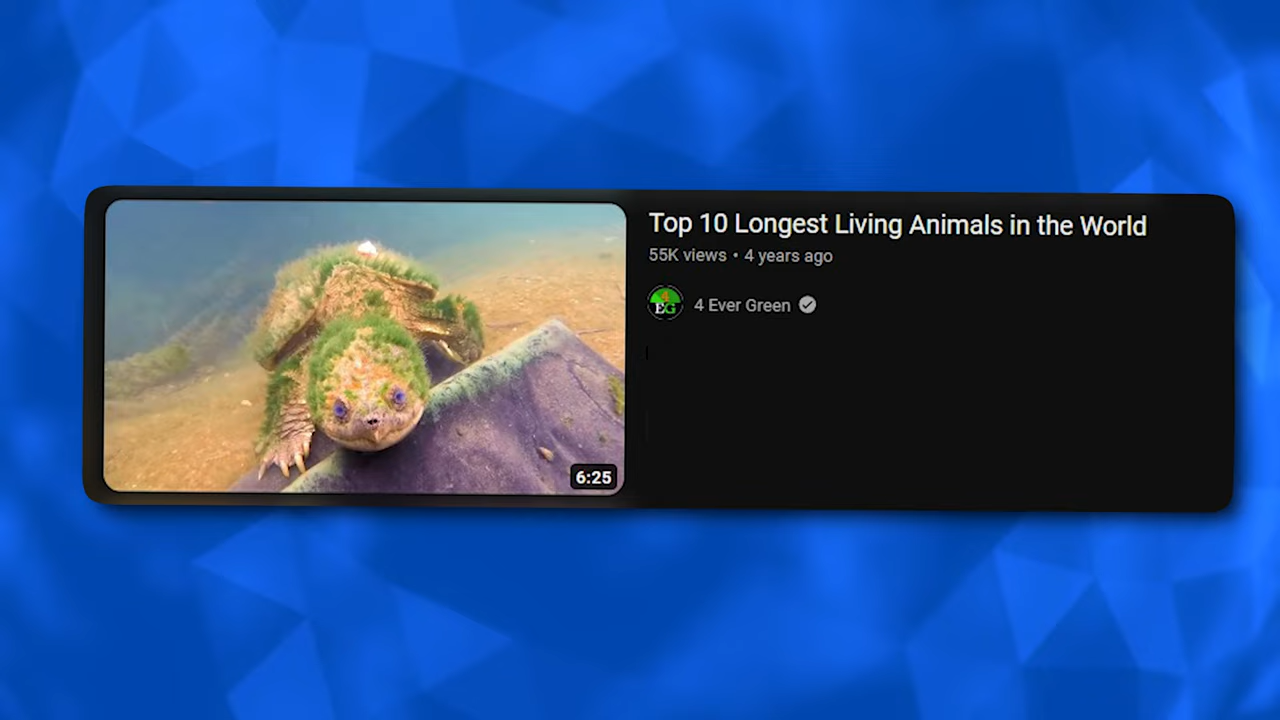 Top 10 Longest Living Animals in the World
55K views • 4 years ago
4
EG
4 Ever Green
6:25